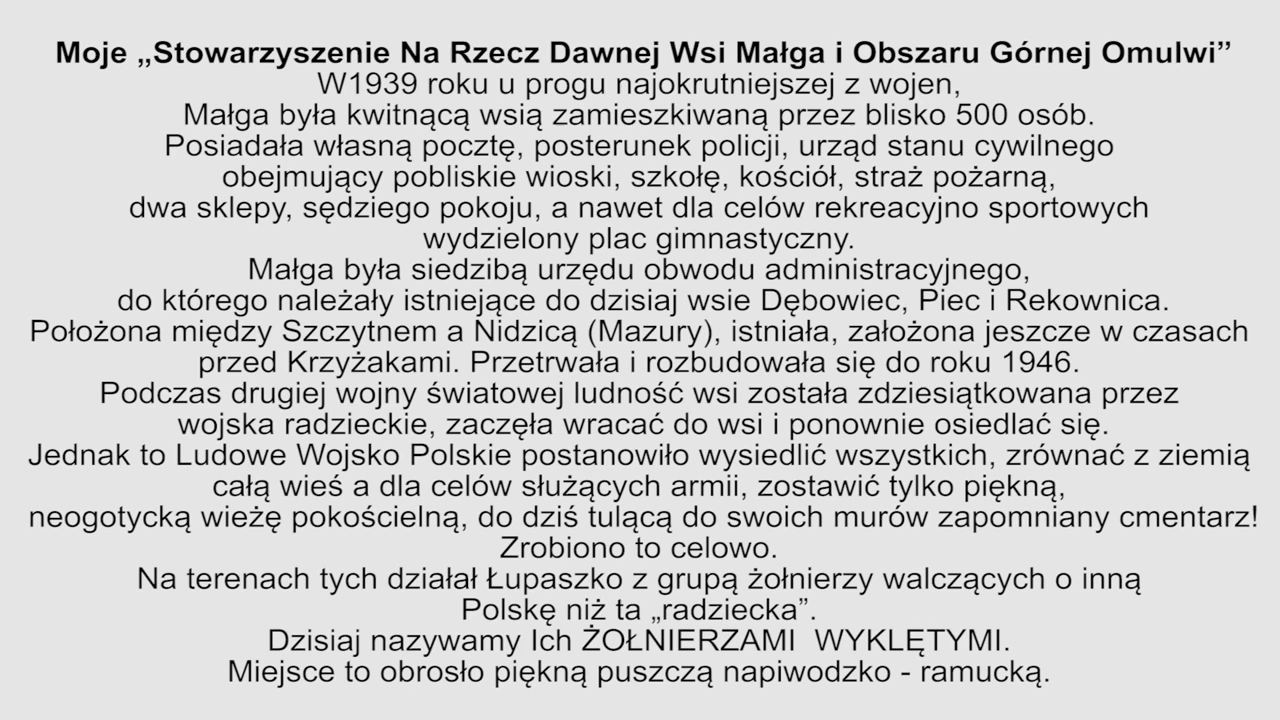 Moje „Stowarzyszenie Na Rzecz Dawnej Wsi Małga i Obszaru Górnej Omulwi”
W1939 roku u progu najokrutniejszej z wojen,
Małga była kwitnącą wsią zamieszkiwaną przez blisko 500 osób.
Posiadała własną pocztę, posterunek policji, urząd stanu cywilnego
obejmujący pobliskie wioski, szkołę, kościół, straż pożarną,
dwa sklepy, sędziego pokoju, a nawet dla celów rekreacyjno sportowych
wydzielony plac gimnastyczny.
Małga była siedzibą urzędu obwodu administracyjnego,
do którego należały istniejące do dzisiaj wsie Dębowiec, Piec i Rekownica.
Położona między Szczytnem a Nidzicą (Mazury), istniała, założona jeszcze w czasach
przed Krzyżakami. Przetrwała i rozbudowała się do roku 1946.
Podczas drugiej wojny światowej ludność wsi została zdziesiątkowana przez
wojska radzieckie, zaczęła wracać do wsi i ponownie osiedlać się.
Jednak to Ludowe Wojsko Polskie postanowiło wysiedlić wszystkich, zrównać z ziemią
całą wieś a dla celów służących armii, zostawić tylko piękną,
neogotycką wieżę pokościelną, do dziś tulącą do swoich murów zapomniany cmentarz!
Zrobiono to celowo.
Na terenach tych działał Łupaszko z grupą żołnierzy walczących o inną
Polskę niż ta „radziecka”.
Dzisiaj nazywamy Ich ŻOŁNIERZAMI  WYKLĘTYMI.
Miejsce to obrosło piękną puszczą napiwodzko - ramucką.